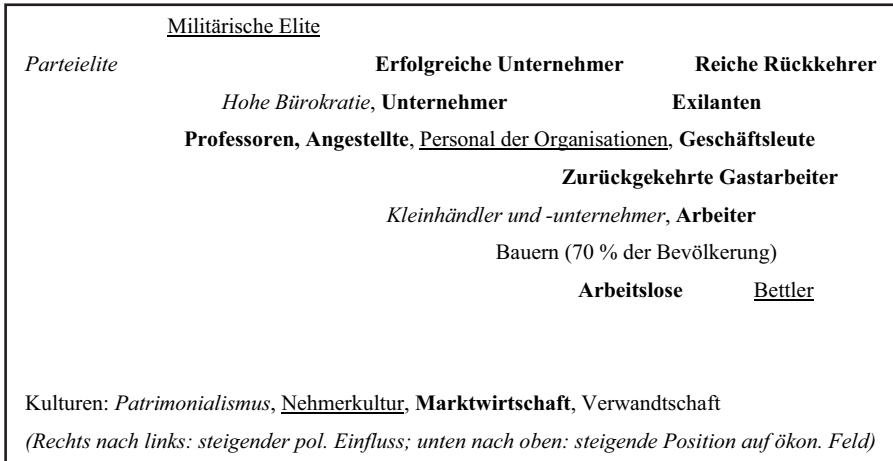 Militärische Elite
Parteielite Erfolgreiche Unternehmer Reiche Rückkehrer
Hohe Bürokratie, Unternehmer Exilanten
Professoren, Angestellte, Personal der Organisationen, Geschäftsleute
Zurückgekehrte Gastarbeiter
Kleinhändler und -unternehmer, Arbeiter
Bauern (70 % der Bevölkerung)
Arbeitslose Bettler
Kulturen: Patrimonialismus, Nehmerkultur, Marktwirtschaft, Verwandtschaft
(Rechts nach links: steigender pol. Einfluss; unten nach oben: steigende Position auf ökon. Feld)